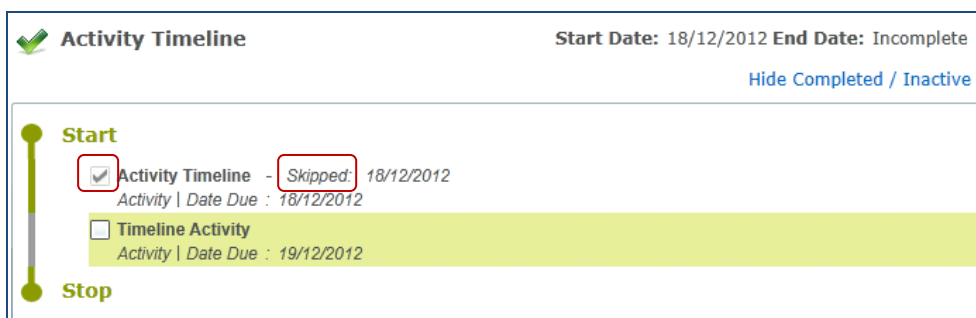 Activity Timeline
Start Date: 18/12/2012 End Date: Incomplete
Hide Completed / Inactive
Start
Activity Timeline - Skipped: 18/12/2012
Activity | Date Due : 18/12/2012
Timeline Activity
Activity | Date Due : 19/12/2012
Stop